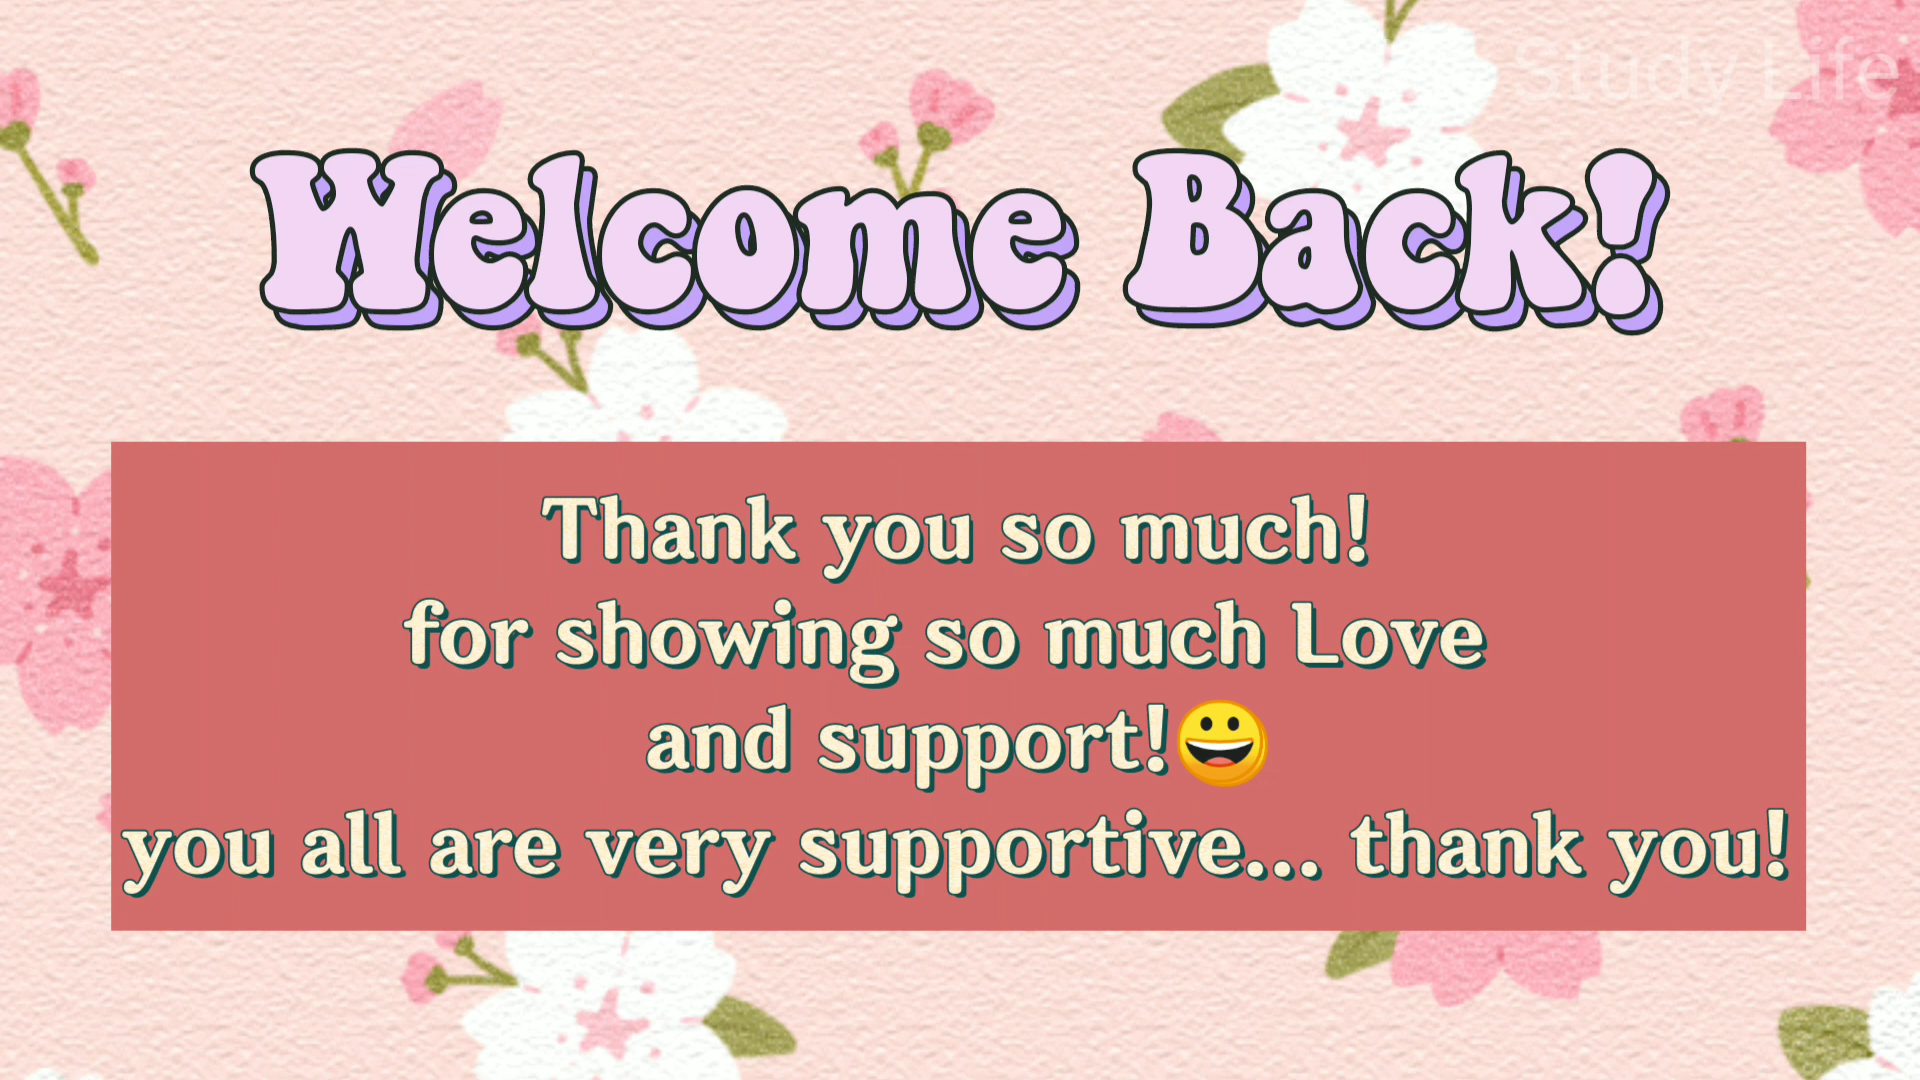 Study Life
Welcome Back!
Thank you so much!
for showing so much Love
and support!😀
you all are very supportive... thank you!